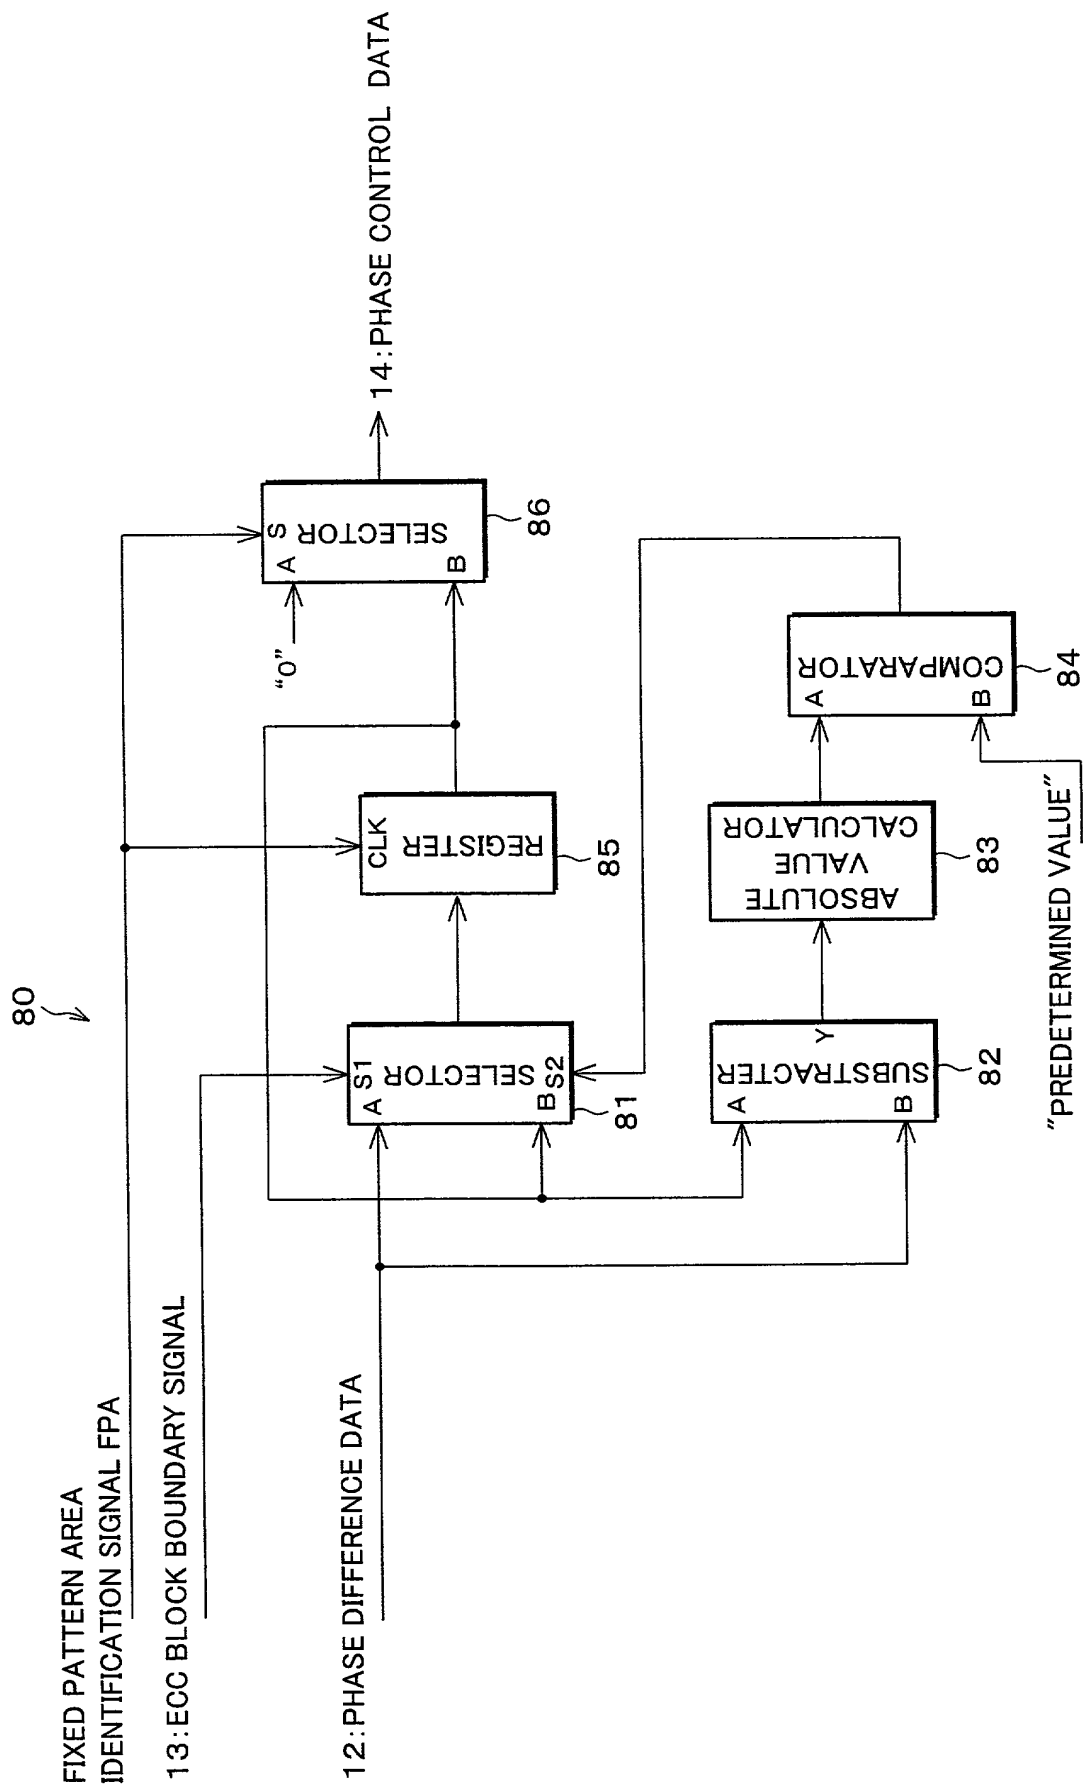 80
FIXED PATTERN AREA
IDENTIFICATION SIGNAL FPA
13:ECC BLOCK BOUNDARY SIGNAL
12:PHASE DIFFERENCE DATA
A
S1
SELECTOR
B
S2
81
CLK
REGISTER
85
"0"
A
S
SELECTOR
B
86
14:PHASE CONTROL DATA
A
SUBSTRACTER
B
Y
82
ABSOLUTE
VALUE
CALCULATOR
83
A
COMPARATOR
B
84
"PREDETERMINED VALUE"